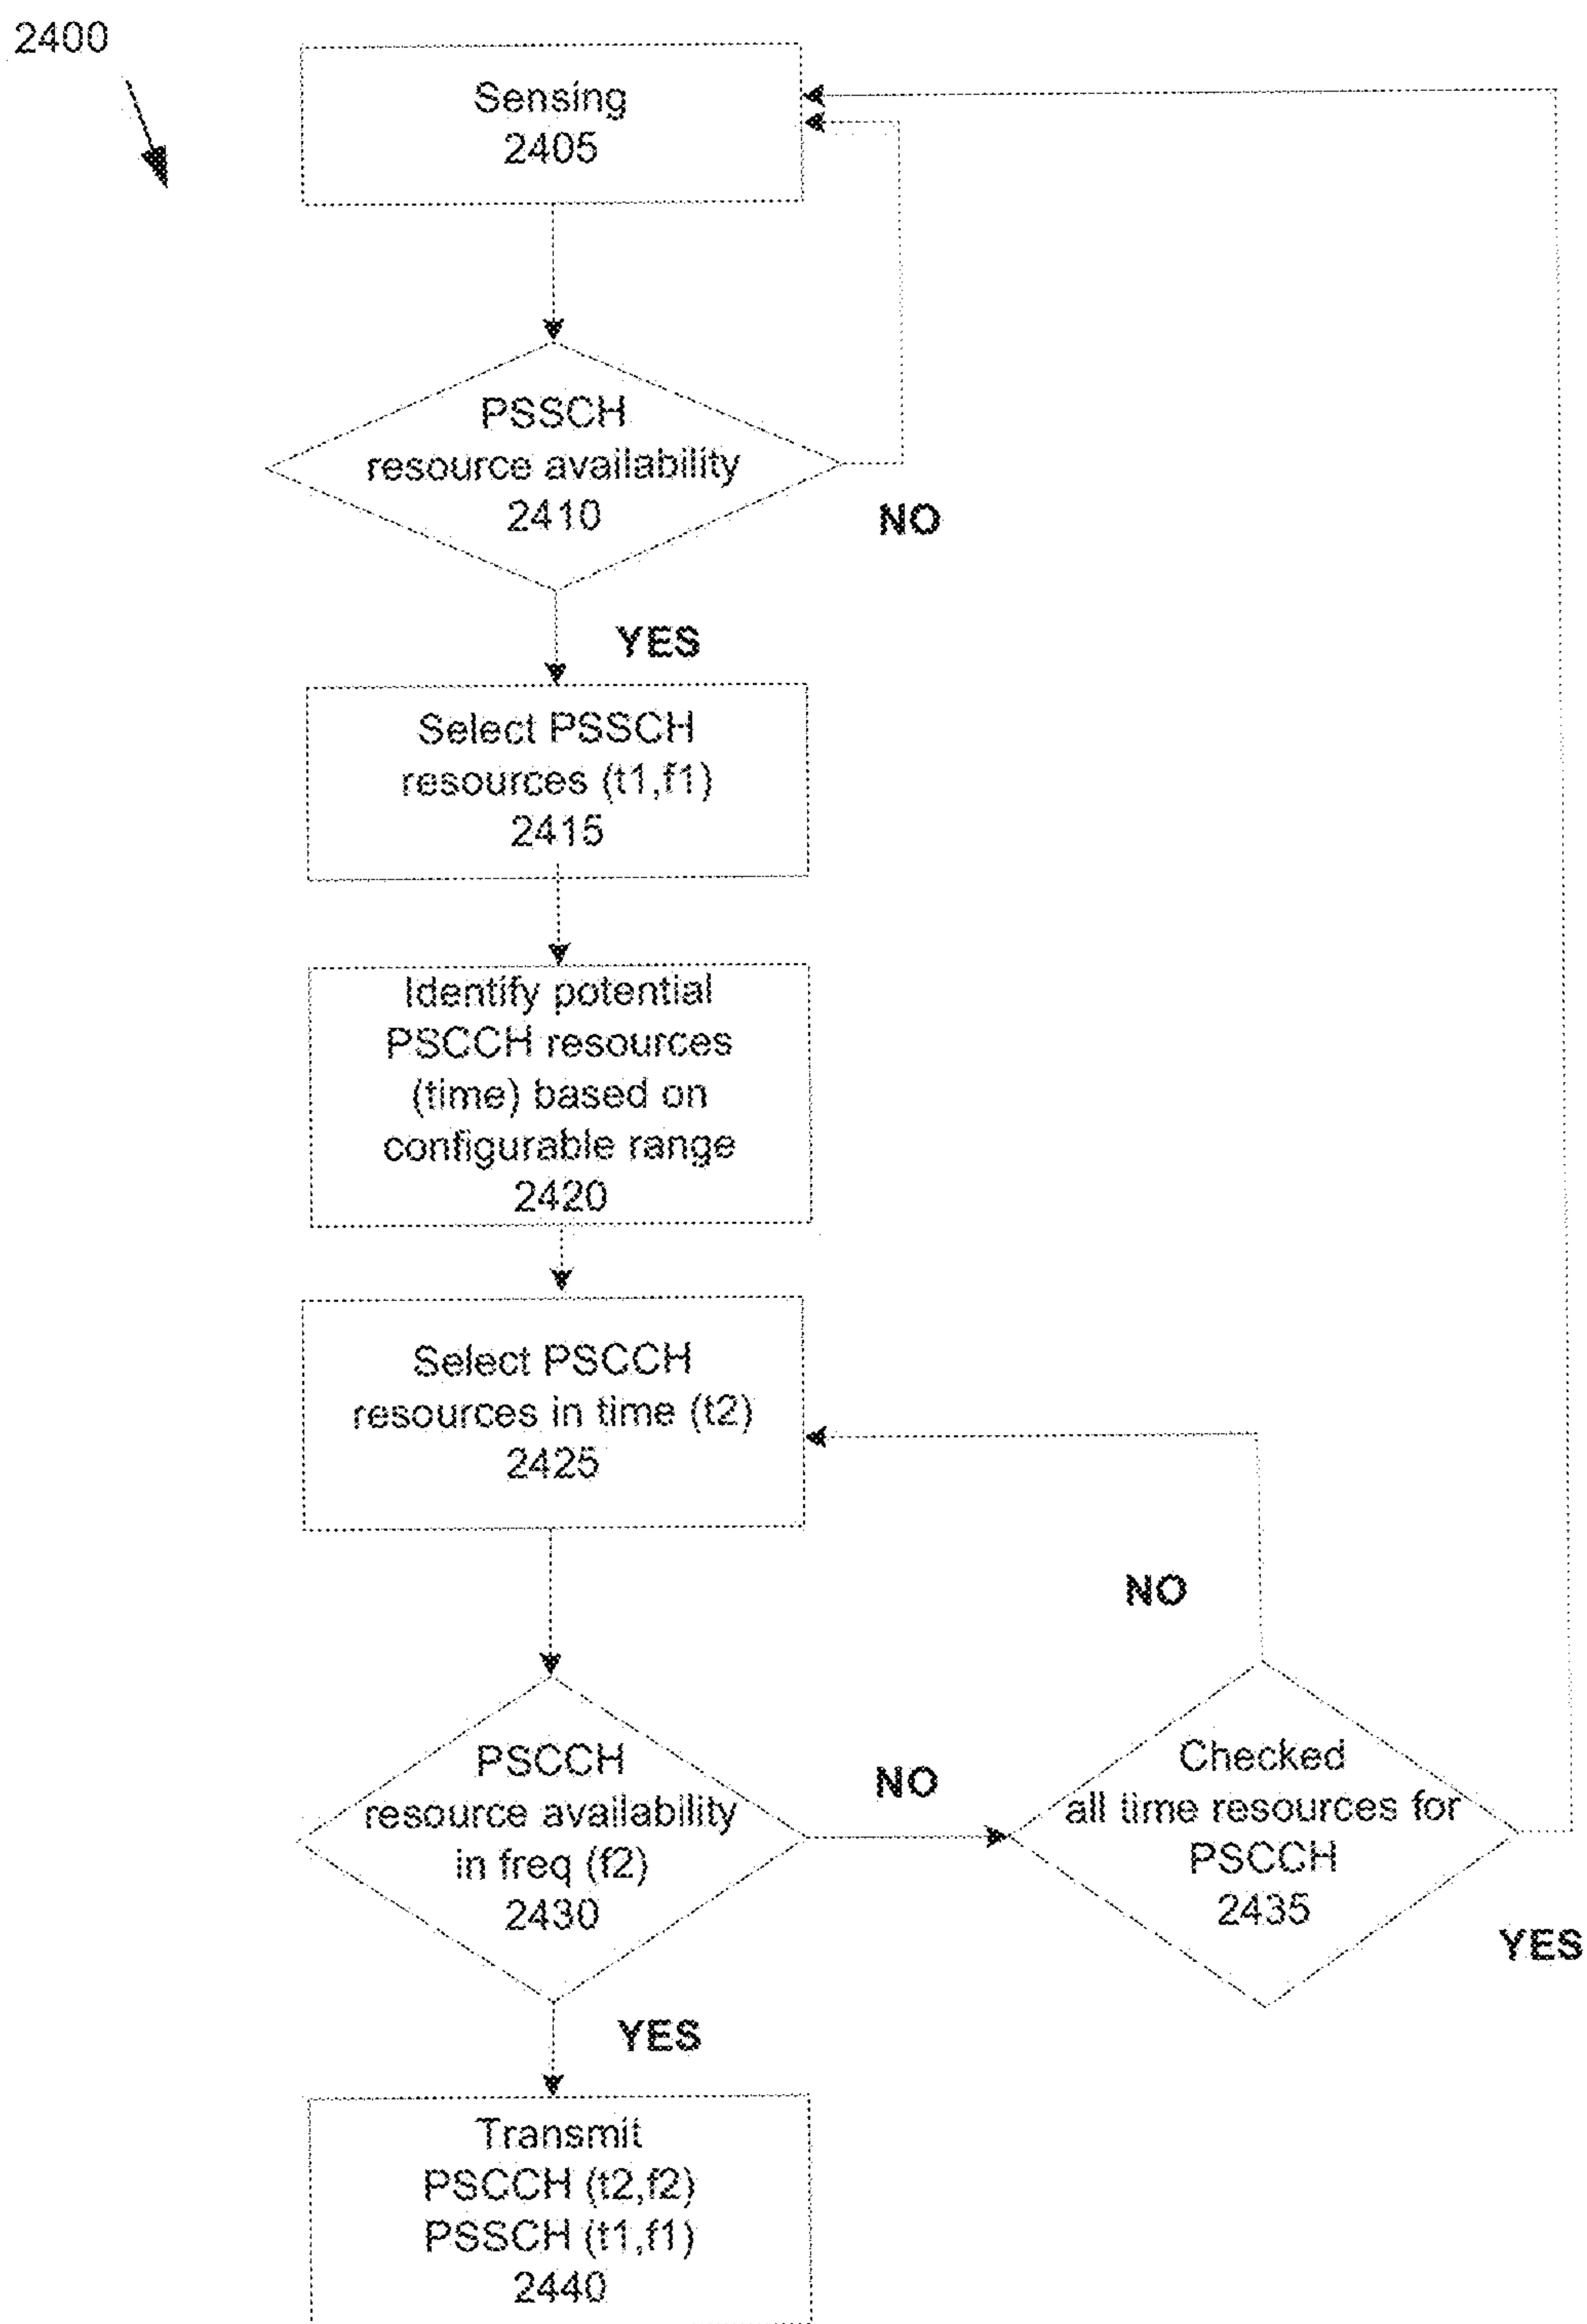 2400
Sensing
2405
PSSCH
resource availability
2410
NO
YES
Select PSSCH
resources (t1,f1)
2415
Identify potential
PSCCH resources
(time) based on
configurable range
2420
Select PSCCH
resources in time (t2)
2425
NO
PSCCH
resource availability
in freq (f2)
2430
NO
Checked
all time resources for
PSCCH
2435
YES
YES
Transmit
PSCCH (t2,f2)
PSSCH (t1,f1)
2440